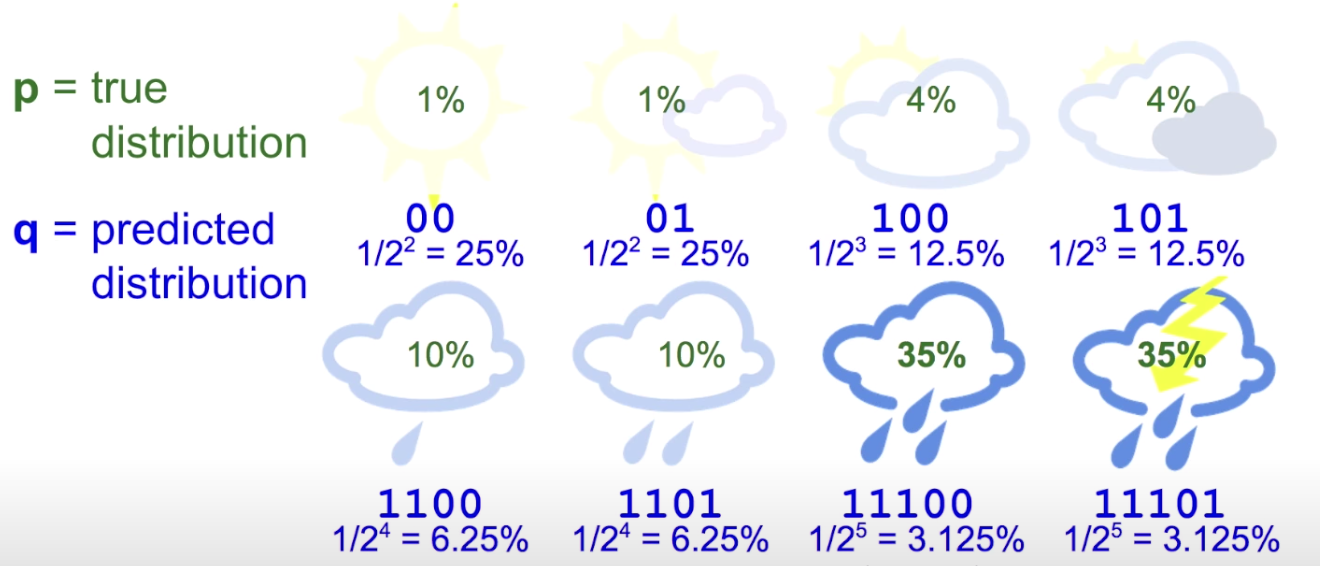 p = true
distribution
1%
1%
4%
4%
q = predicted
distribution
00
01
100
101
1/2² = 25%
1/2² = 25%
1/2³ = 12.5%
1/2³ = 12.5%
10%
10%
35%
35%
1100
1101
11100
11101
1/2⁴ = 6.25%
1/2⁴ = 6.25%
1/2⁵ = 3.125%
1/2⁵ = 3.125%